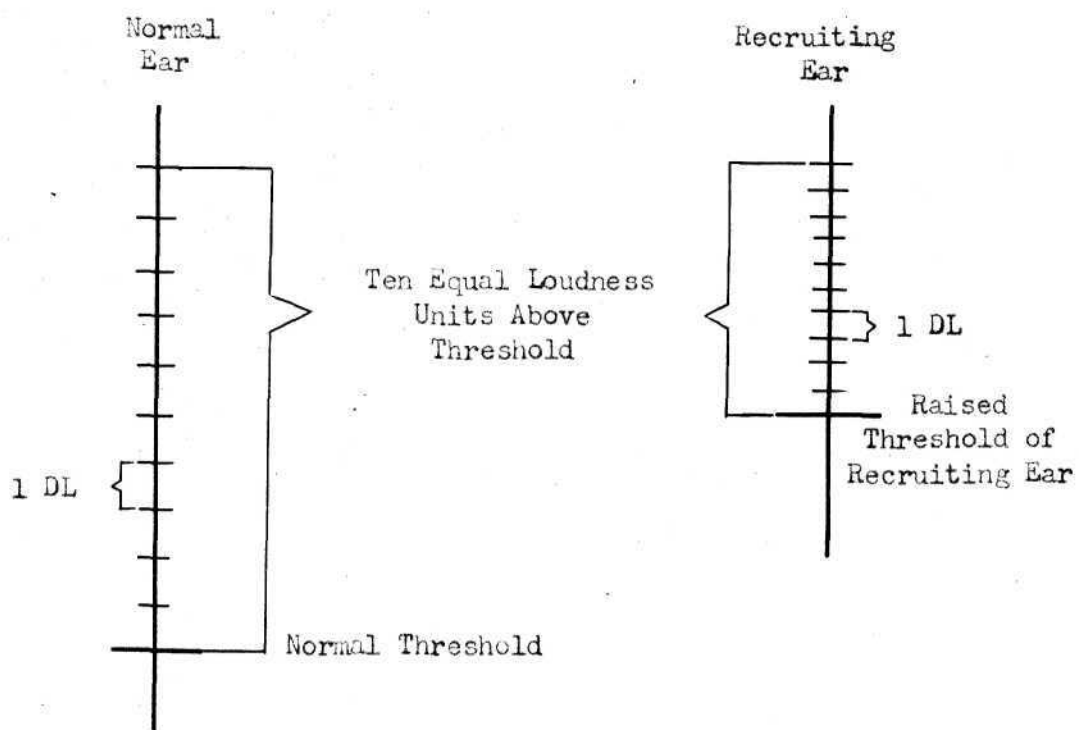 Normal
Ear
Recruiting
Ear
Ten Equal Loudness
Units Above
Threshold
1 DL
1 DL
Raised
Threshold of
Recruiting Ear
Normal Threshold